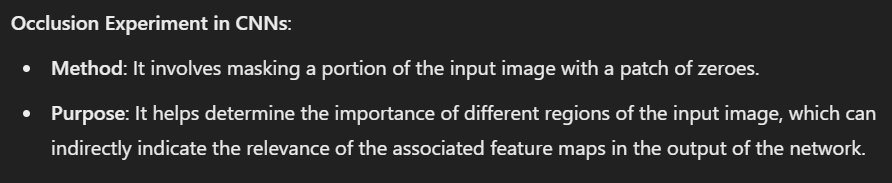 Occlusion Experiment in CNNs:
• Method: It involves masking a portion of the input image with a patch of zeroes.
• Purpose: It helps determine the importance of different regions of the input image, which can
indirectly indicate the relevance of the associated feature maps in the output of the network.